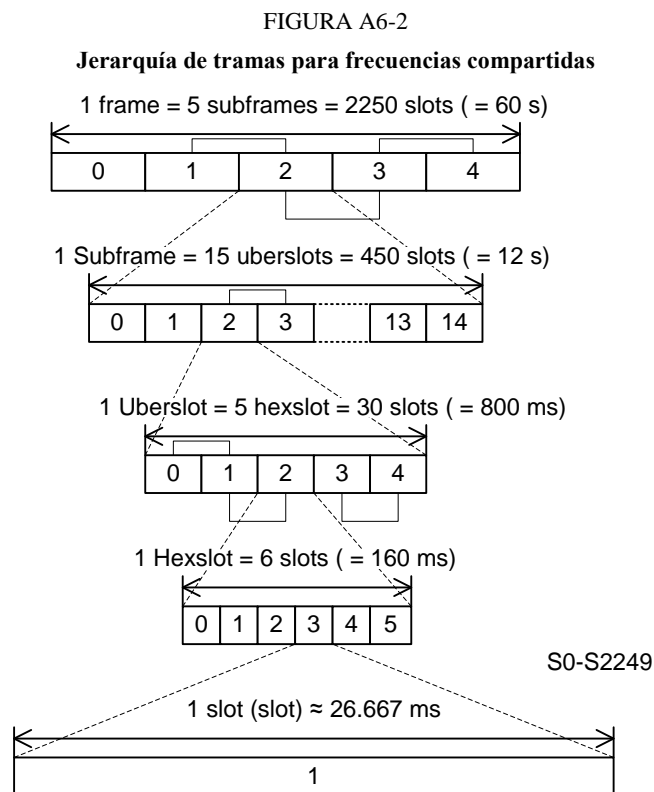 FIGURA A6-2
Jerarquía de tramas para frecuencias compartidas
1 frame = 5 subframes = 2250 slots ( = 60 s)
0 1 2 3 4
1 Subframe = 15 uberslots = 450 slots ( = 12 s)
0 1 2 3 13 14
1 Uberslot = 5 hexslot = 30 slots ( = 800 ms)
0 1 2 3 4
1 Hexslot = 6 slots ( = 160 ms)
0 1 2 3 4 5
S0-S2249
1 slot (slot) ≈ 26.667 ms
1